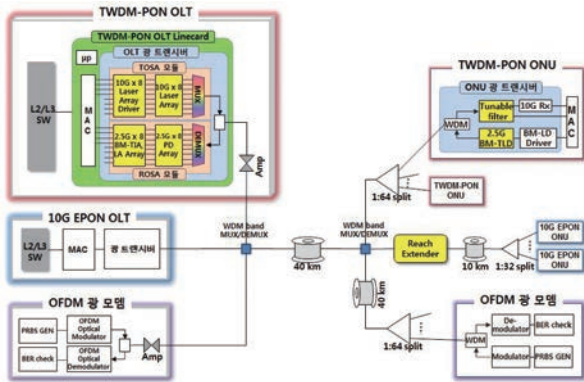 TWDM-PON OLT
TWDM-PON OLT Linecard
OLT 광 트랜시버
TOSA 모듈
μp
L2/L3
SW
MAC
10G x 8
Laser
Array
Driver
10G x 8
Laser
Array
MUX
2.5G x 8
BM-TIA,
LA Array
2.5G x 8
PD
Array
DEMUX
ROSA 모듈
Amp
TWDM-PON ONU
ONU 광 트랜시버
WDM
Tunable
filter
10G Rx
2.5G
BM-TLD
BM-LD
Driver
MAC
1:64 split
TWDM-PON
ONU
10G EPON OLT
L2/L3
SW
MAC
광 트랜시버
WDM band
MUX/DEMUX
40 km
WDM band
MUX/DEMUX
Reach
Extender
10 km
1:32 split
10G EPON
ONU
10G EPON
ONU
40 km
OFDM 광 모뎀
PRBS GEN
OFDM
Optical
Modulator
BER check
OFDM
Optical
Demodulator
Amp
1:64 split
WDM
De-
modulator
BER check
Modulator
PRBS GEN
OFDM 광 모뎀